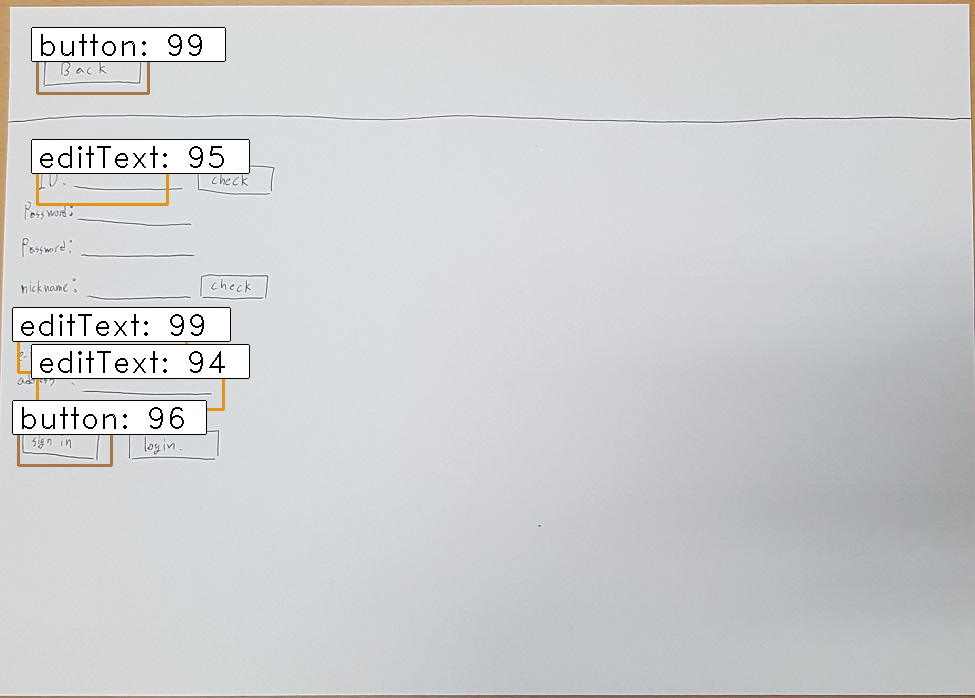 button: 99
Back
editText: 95
ID. check
Password:
Password:
nickname: check
editText: 99
editText: 94
address :
button: 96
sign in login.